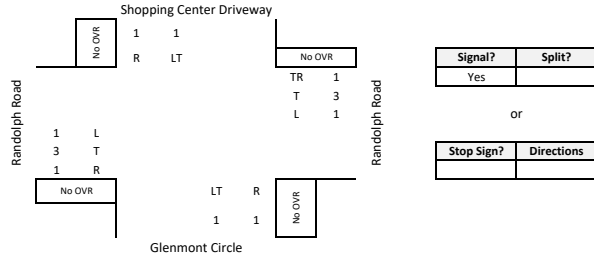 Shopping Center Driveway
No OVR
1 1
R LT
No OVR
TR 1
T 3
L 1
Randolph Road
Randolph Road
1 L
3 T
1 R
No OVR
LT R
1 1
No OVR
Glenmont Circle
Signal? Split?
Yes
or
Stop Sign? Directions